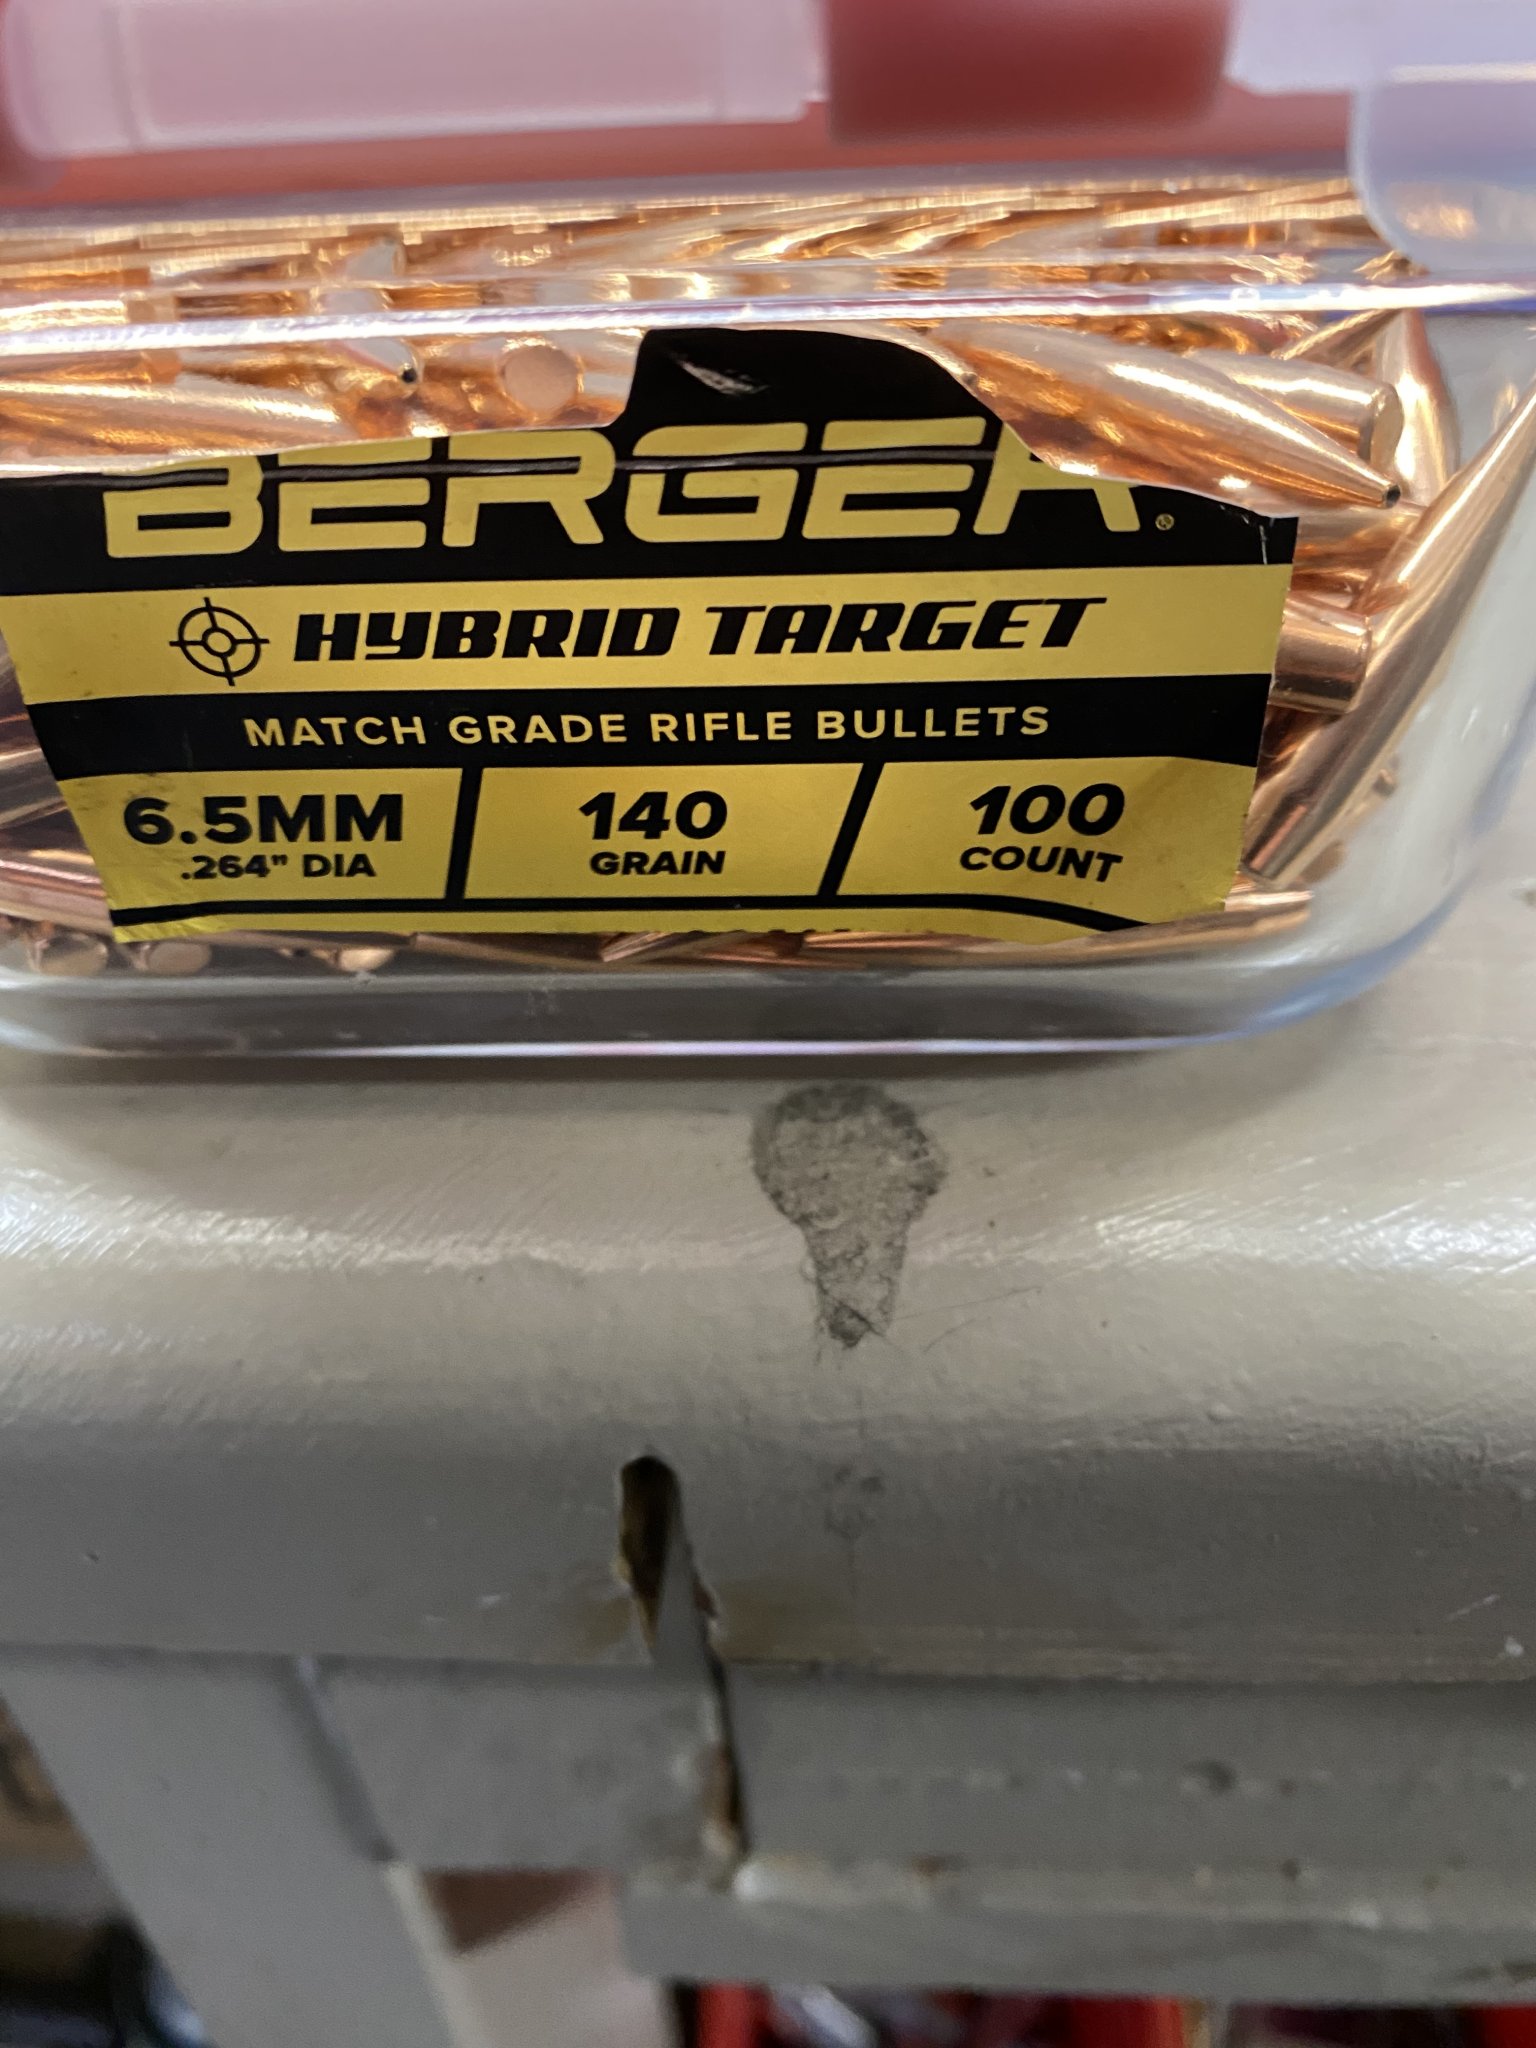 BERGER®
HYBRID TARGET
MATCH GRADE RIFLE BULLETS
6.5MM
.264" DIA
140
GRAIN
100
COUNT